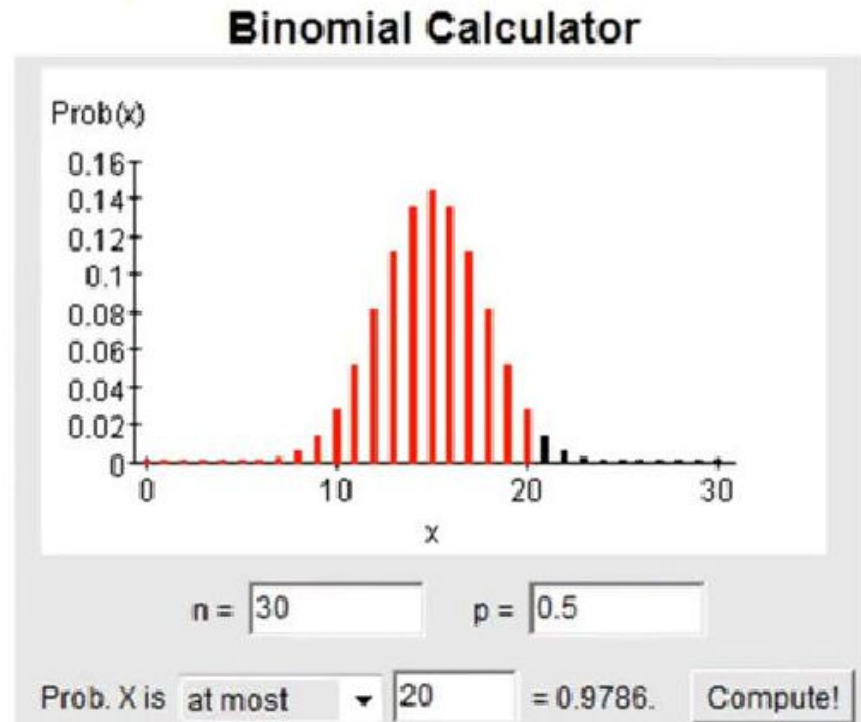 Binomial Calculator
Prob(x)
0.16
0.14
0.12
0.1
0.08
0.06
0.04
0.02
0
0 10 20 30
x
n = 30 p = 0.5
Prob. X is at most 20 = 0.9786. Compute!